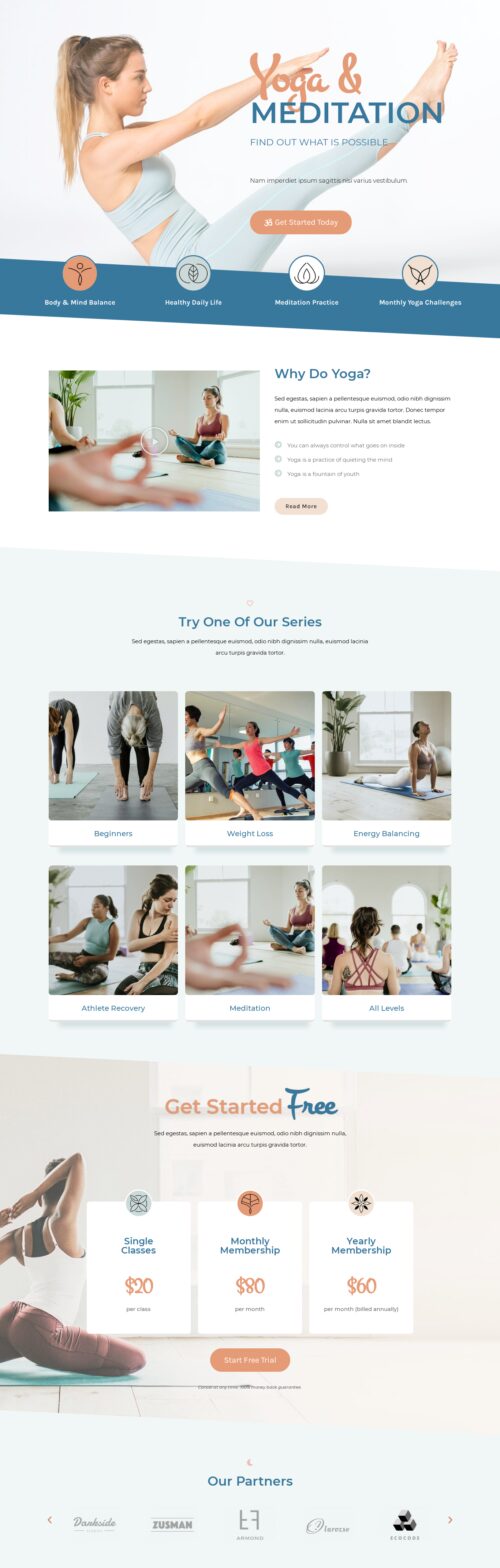 Yoga &
MEDITATION
FIND OUT WHAT IS POSSIBLE
Nam imperdiet ipsum sagittis nisi varius vestibulum.
Get Started Today
Body & Mind Balance
Healthy Daily Life
Meditation Practice
Monthly Yoga Challenges
Why Do Yoga?
Sed egestas, sapien a pellentesque euismod, odio nibh dignissim
nulla, euismod lacinia arcu turpis gravida tortor. Donec tempor
enim ut sollicitudin pulvinar. Nulla sit amet blandit lectus.
You can always control what goes on inside
Yoga is a practice of quieting the mind
Yoga is a fountain of youth
Read More
Try One Of Our Series
Sed egestas, sapien a pellentesque euismod, odio nibh dignissim nulla, euismod lacinia
arcu turpis gravida tortor.
Beginners
Weight Loss
Energy Balancing
Athlete Recovery
Meditation
All Levels
Get Started Free
Sed egestas, sapien a pellentesque euismod, odio nibh dignissim nulla,
euismod lacinia arcu turpis gravida tortor.
Single
Classes
$20
per class
Monthly
Membership
$80
per month
Yearly
Membership
$60
per month (billed annually)
Start Free Trial
Cancel at any time. 100% money back guarantee
Our Partners
Darkside
STUDIOS
ZUSMAN
ARMOND
ECOCODE